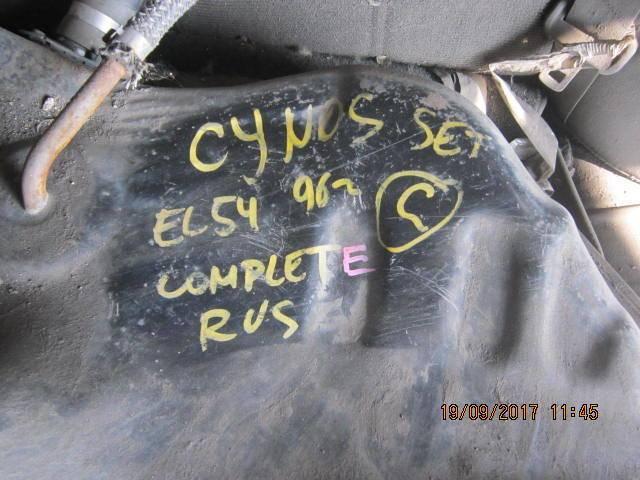 CYNOS SET
EL54 96~ C
COMPLETE
RUS
19/09/2017 11:45